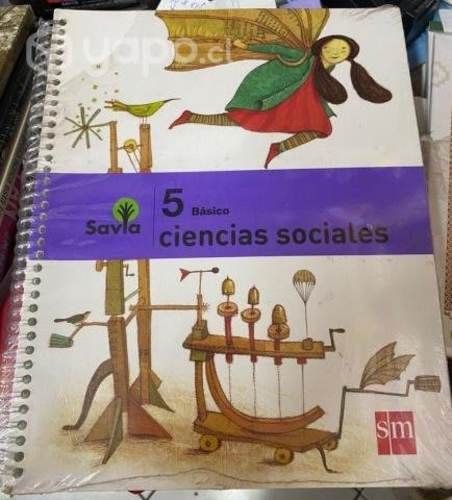 yapo.cl
Savia
5 Básico
ciencias sociales
sm